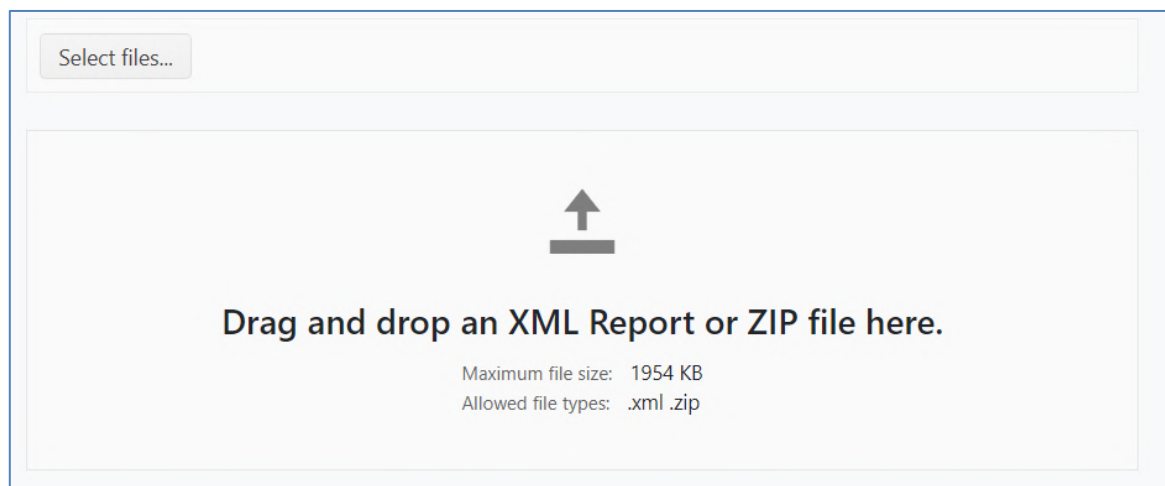 Select files...
Drag and drop an XML Report or ZIP file here.
Maximum file size: 1954 KB
Allowed file types: .xml .zip